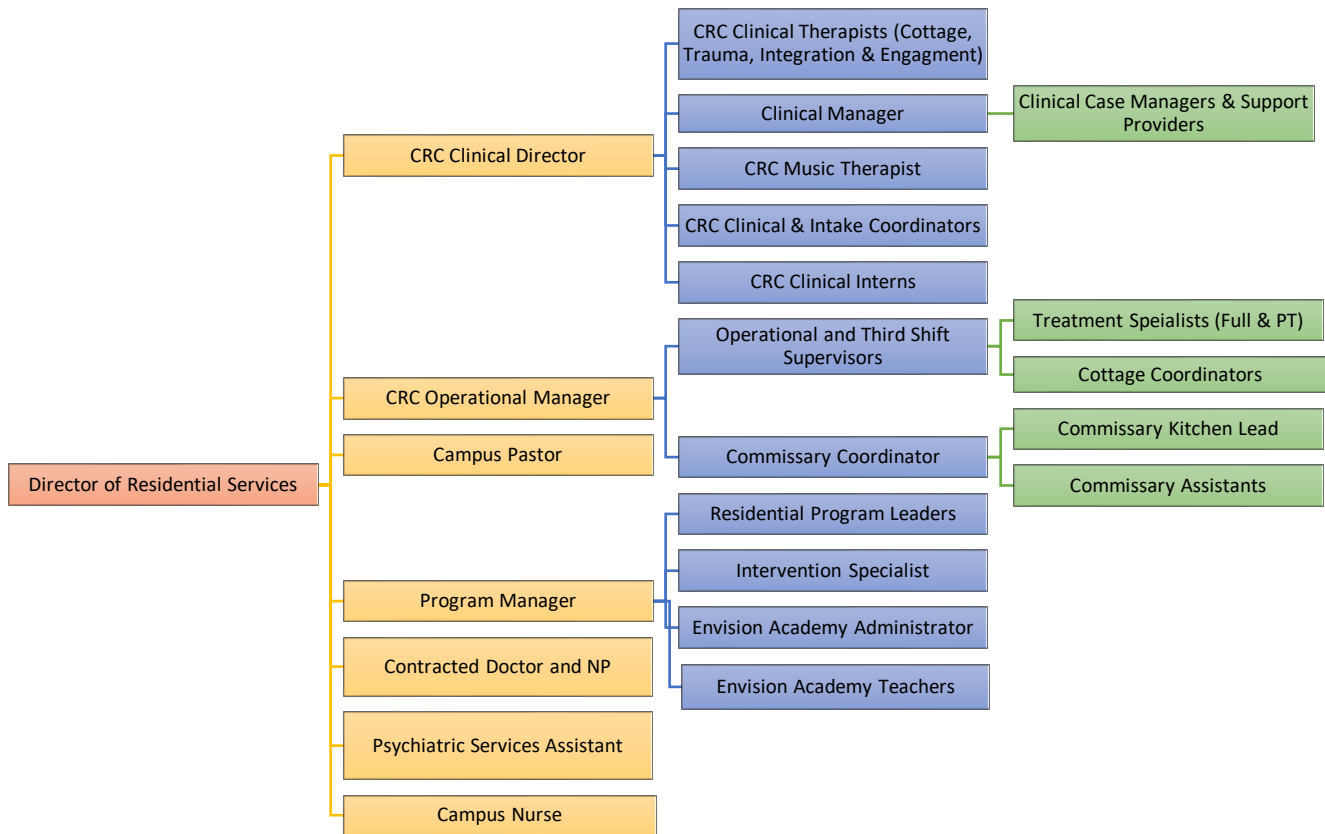 CRC Clinical Therapists (Cottage,
Trauma, Integration & Engagment)
Clinical Manager
Clinical Case Managers & Support
Providers
CRC Clinical Director
CRC Music Therapist
CRC Clinical & Intake Coordinators
CRC Clinical Interns
Operational and Third Shift
Supervisors
Treatment Speialists (Full & PT)
Cottage Coordinators
CRC Operational Manager
Commissary Kitchen Lead
Campus Pastor
Commissary Coordinator
Director of Residential Services
Commissary Assistants
Residential Program Leaders
Intervention Specialist
Program Manager
Envision Academy Administrator
Contracted Doctor and NP
Envision Academy Teachers
Psychiatric Services Assistant
Campus Nurse